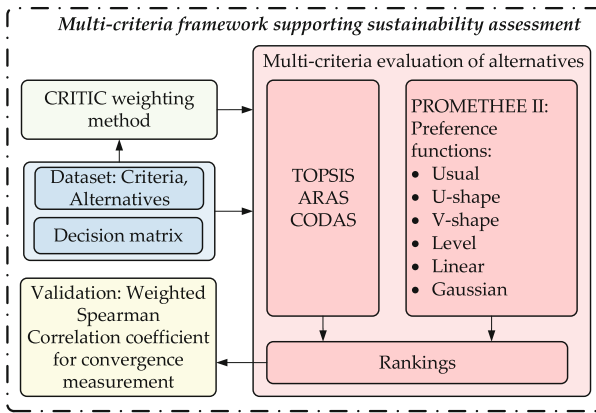 Multi-criteria framework supporting sustainability assessment
CRITIC weighting
method
Dataset: Criteria,
Alternatives
Decision matrix
Validation: Weighted
Spearman
Correlation coefficient
for convergence
measurement
Multi-criteria evaluation of alternatives
TOPSIS
ARAS
CODAS
PROMETHEE II:
Preference
functions:
• Usual
• U-shape
• V-shape
• Level
• Linear
• Gaussian
Rankings